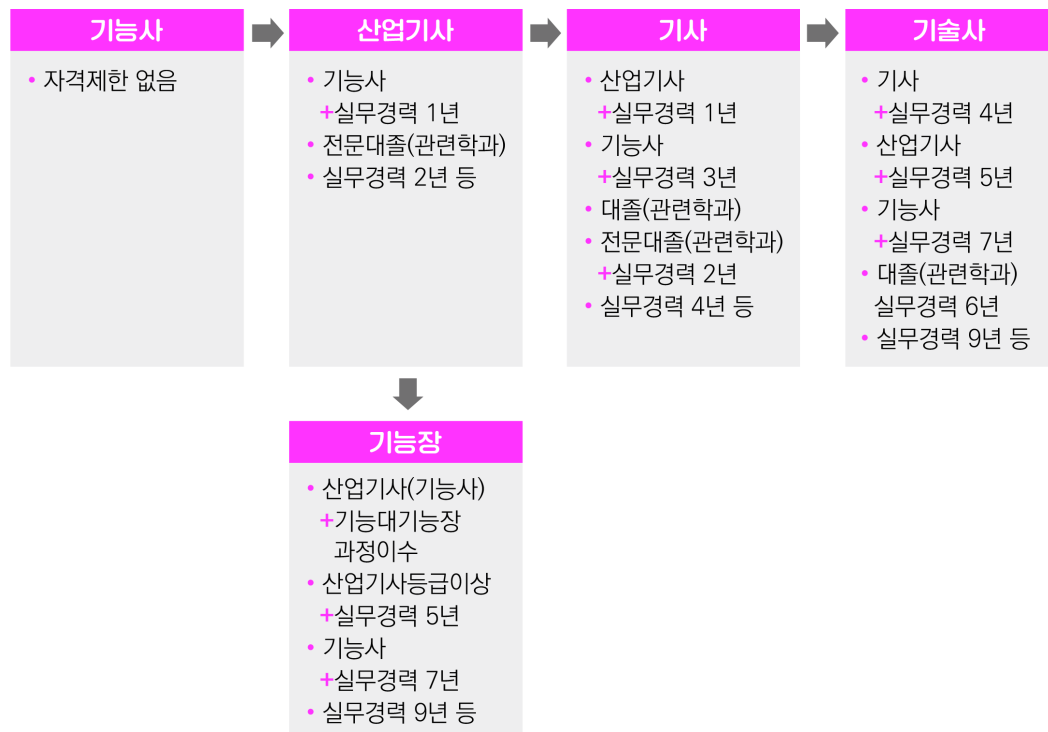 기능사
• 자격제한 없음
산업기사
• 기능사
+실무경력 1년
• 전문대졸(관련학과)
• 실무경력 2년 등
기사
• 산업기사
+실무경력 1년
• 기능사
+실무경력 3년
• 대졸(관련학과)
• 전문대졸(관련학과)
+실무경력 2년
• 실무경력 4년 등
기술사
• 기사
+실무경력 4년
• 산업기사
+실무경력 5년
• 기능사
+실무경력 7년
• 대졸(관련학과)
실무경력 6년
• 실무경력 9년 등
기능장
• 산업기사(기능사)
+기능대기능장
과정이수
• 산업기사등급이상
+실무경력 5년
• 기능사
+실무경력 7년
• 실무경력 9년 등